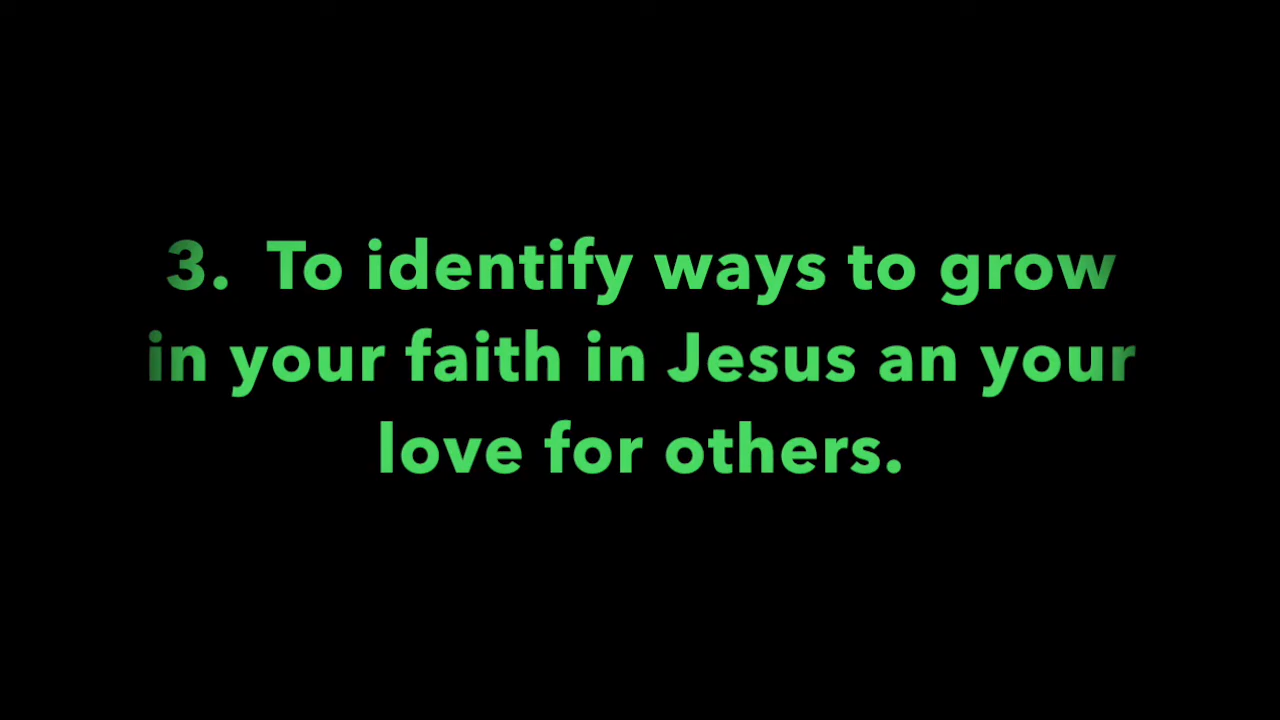 3. To identify ways to grow
in your faith in Jesus an your
love for others.